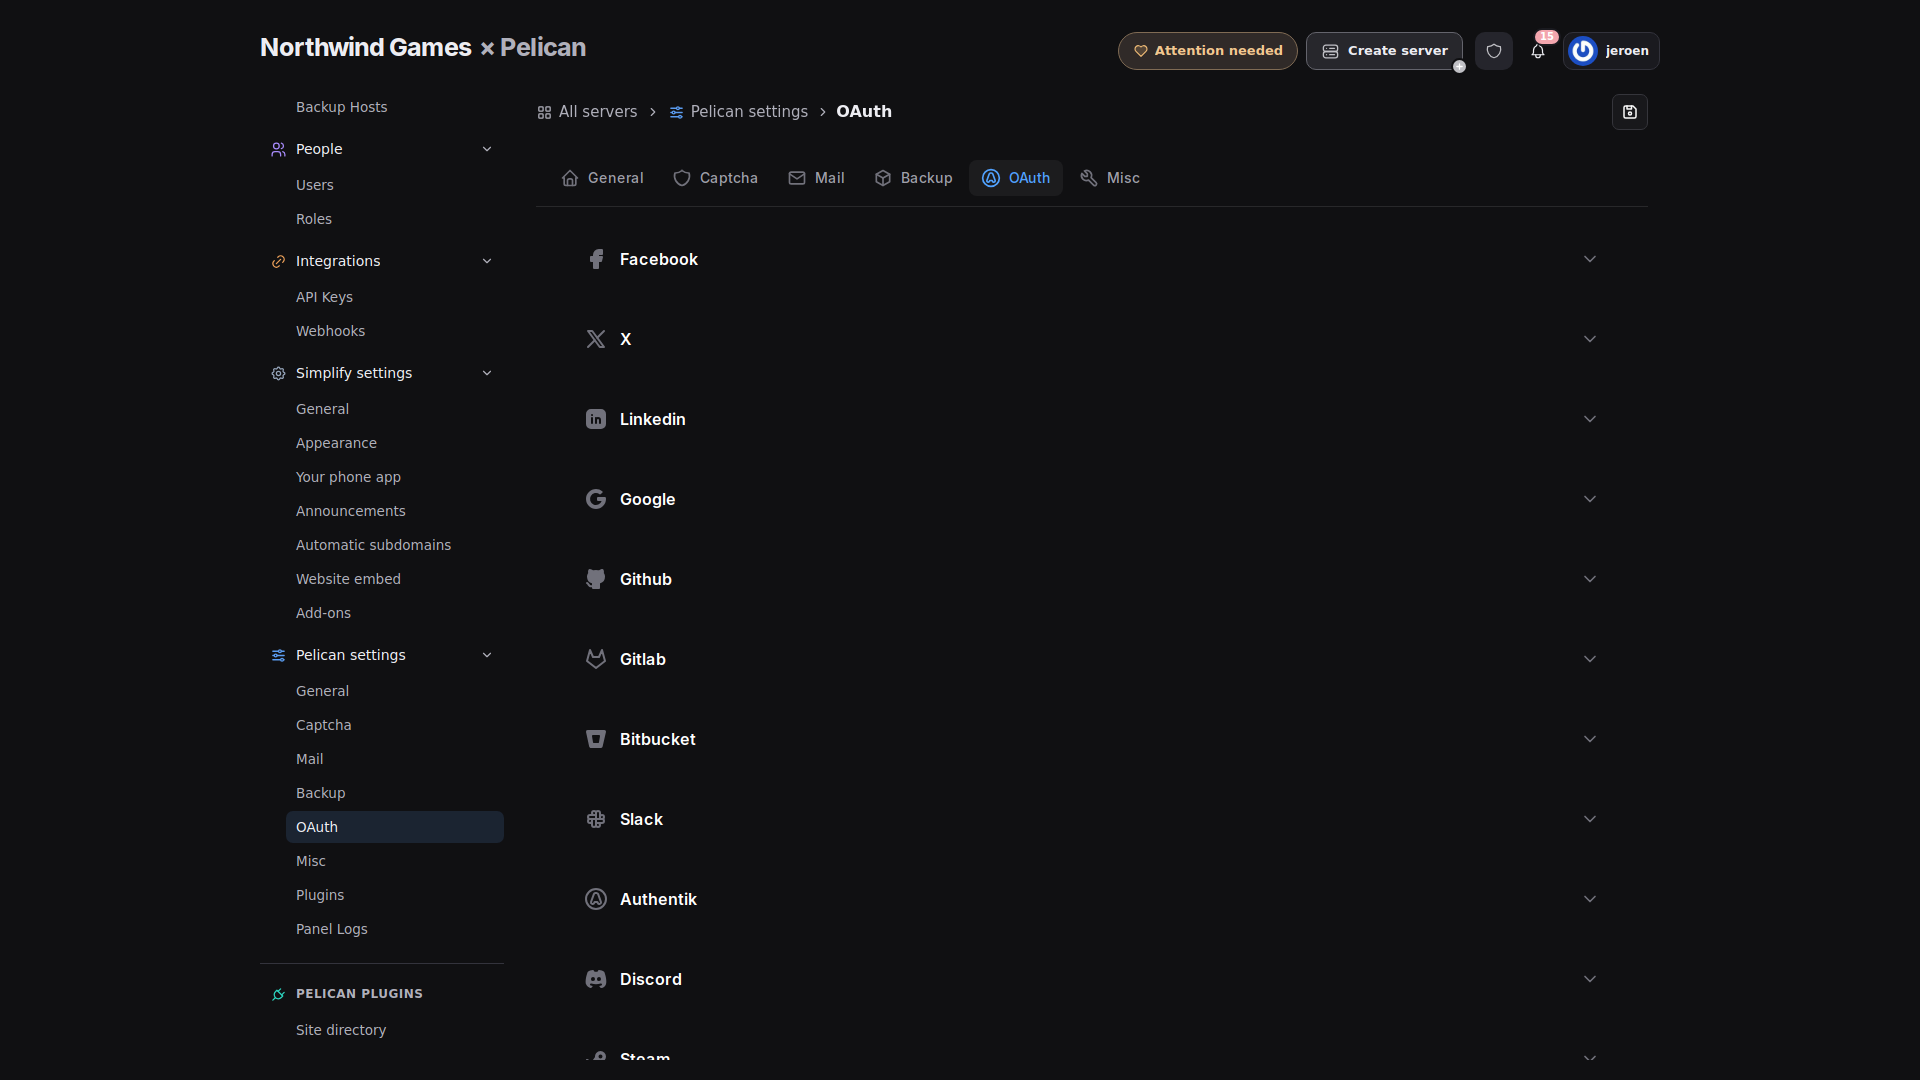 Northwind Games × Pelican
Attention needed
Create server
15
jeroen
Backup Hosts
People
Users
Roles
Integrations
API Keys
Webhooks
Simplify settings
General
Appearance
Your phone app
Announcements
Automatic subdomains
Website embed
Add-ons
Pelican settings
General
Captcha
Mail
Backup
OAuth
Misc
Plugins
Panel Logs
PELICAN PLUGINS
Site directory
All servers > Pelican settings > OAuth
General Captcha Mail Backup OAuth Misc
Facebook
X
Linkedin
Google
Github
Gitlab
Bitbucket
Slack
Authentik
Discord
Steam